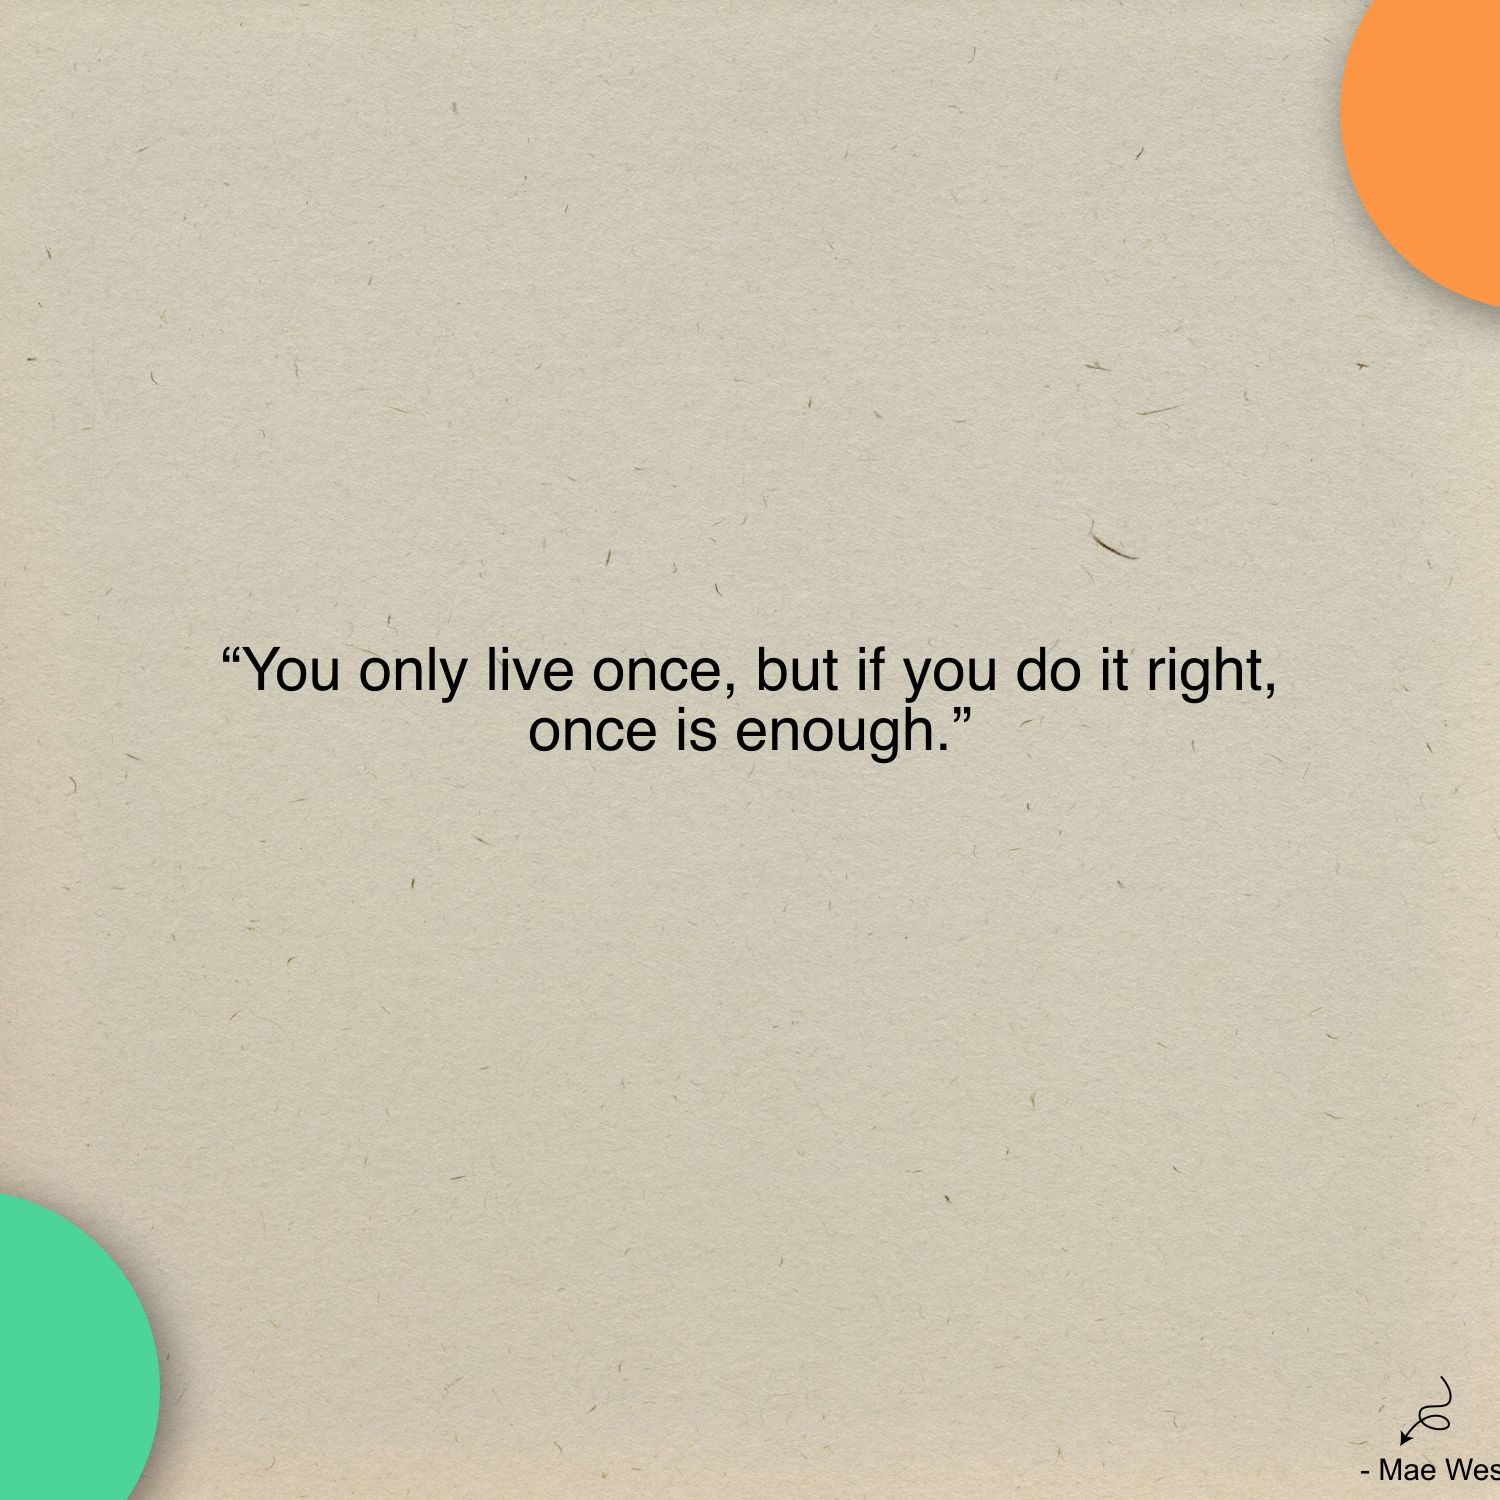 “You only live once, but if you do it right,
once is enough.”
- Mae Wes